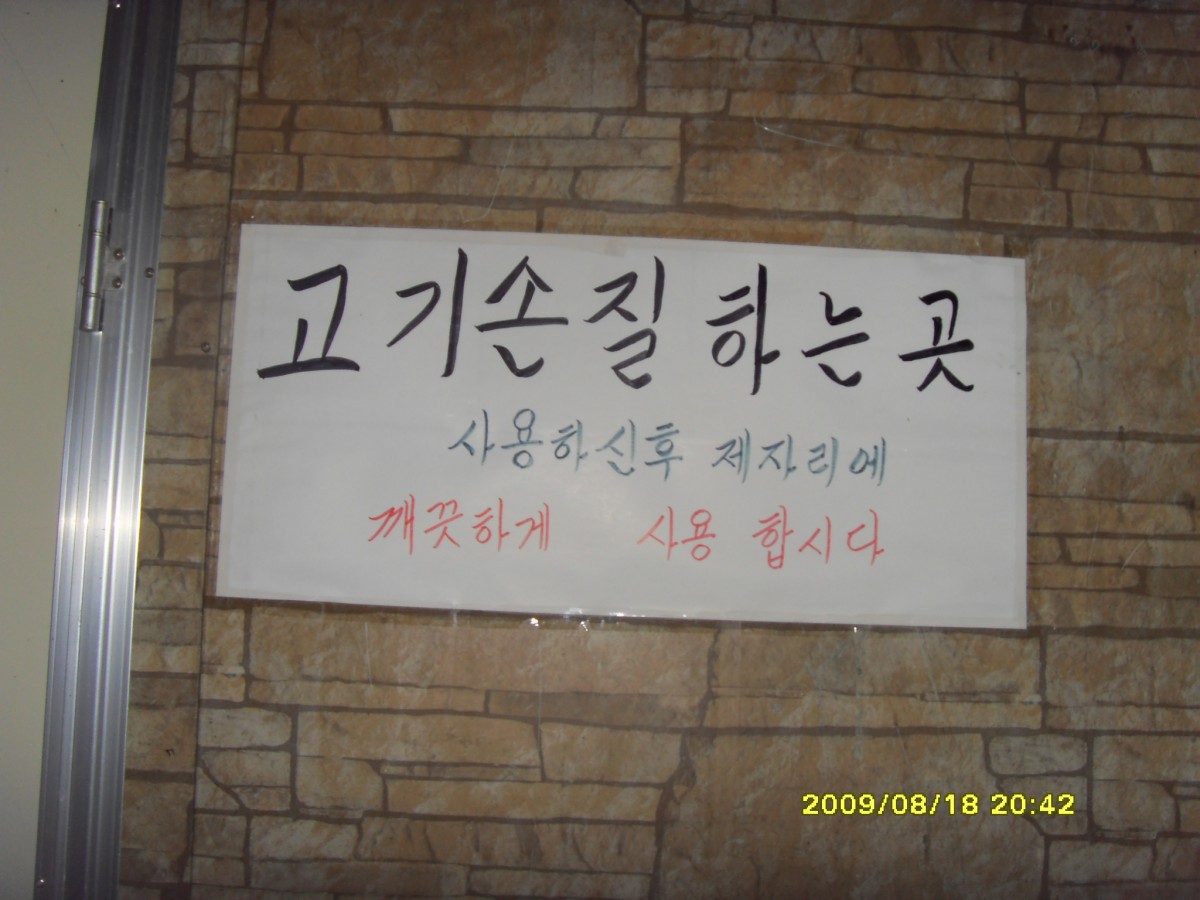 고기손질 하는 곳
사용하신후 제자리에
깨끗하게 사용 합시다
2009/08/18 20:42